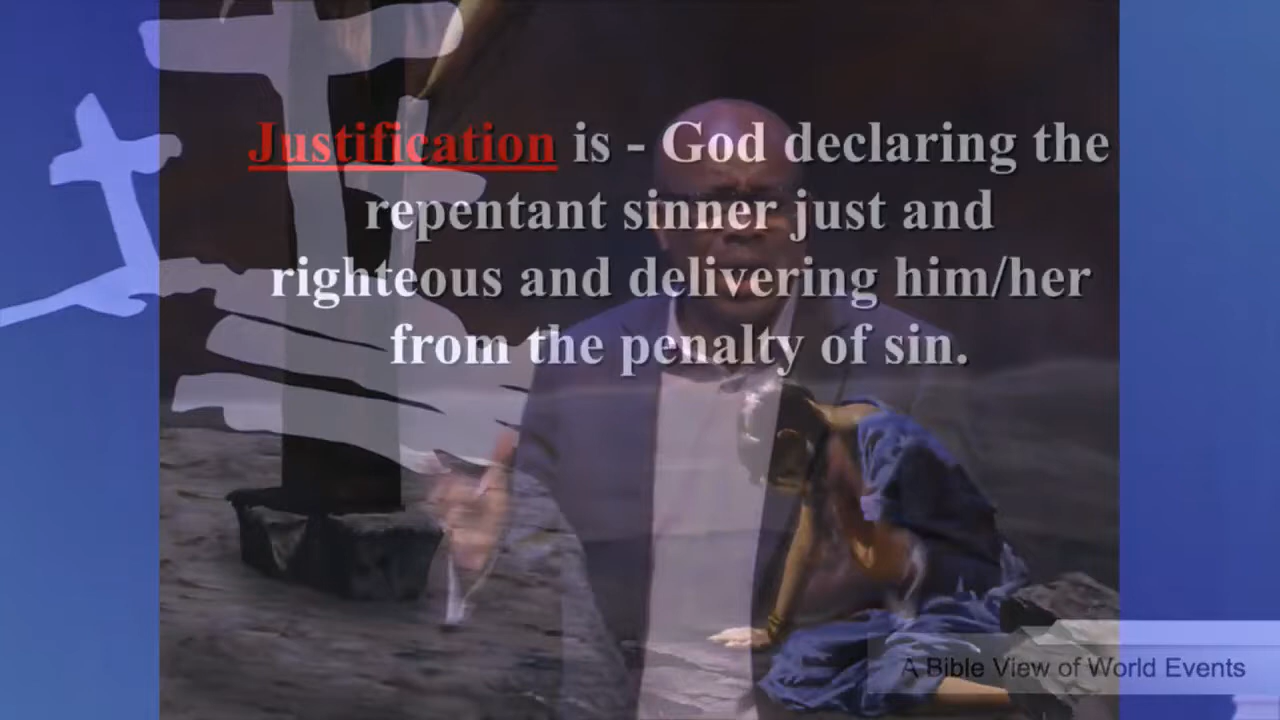 Justification is - God declaring the
repentant sinner just and
righteous and delivering him/her
from the penalty of sin.
A Bible View of World Events